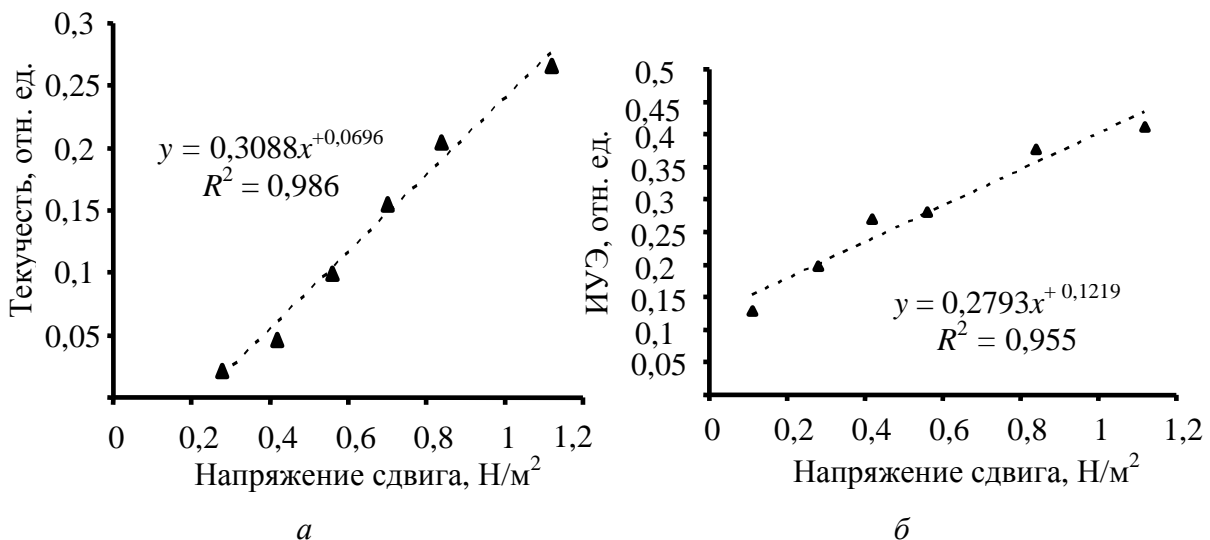 Текучесть, отн. ед.
0,3
0,25
0,2
0,15
0,1
0,05
y = 0,3088x^{+0,0696}
R² = 0,986
0 0,2 0,4 0,6 0,8 1 1,2
Напряжение сдвига, Н/м²
а
ИУЭ, отн. ед.
0,5
0,45
0,4
0,35
0,3
0,25
0,2
0,15
0,1
0,05
y = 0,2793x^{+ 0,1219}
R² = 0,955
0 0,2 0,4 0,6 0,8 1 1,2
Напряжение сдвига, Н/м²
б